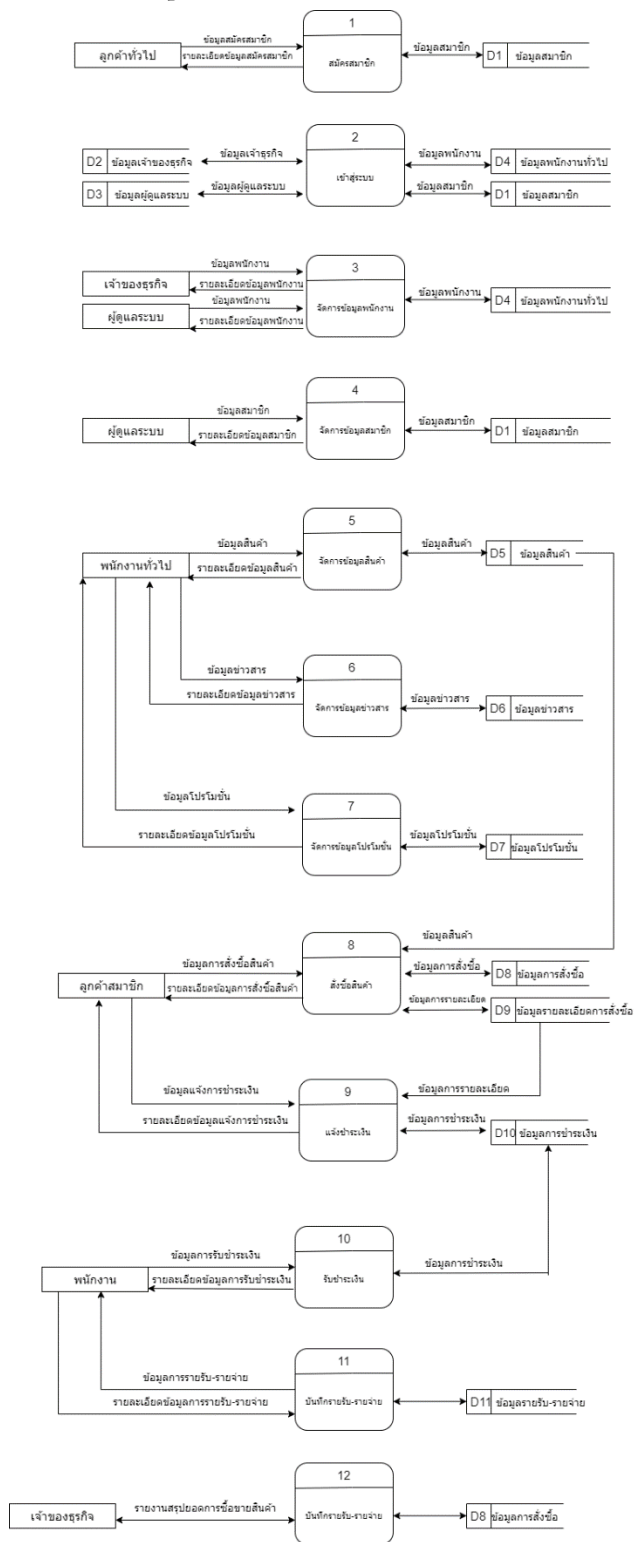 1
ข้อมูลสมัครสมาชิก
ลูกค้าทั่วไป
รายละเอียดข้อมูลสมัครสมาชิก
สมัครสมาชิก
ข้อมูลสมาชิก
D1 ข้อมูลสมาชิก
2
D2 ข้อมูลเจ้าของธุรกิจ
ข้อมูลเจ้าธุรกิจ
เข้าสู่ระบบ
ข้อมูลพนักงาน
D4 ข้อมูลพนักงานทั่วไป
D3 ข้อมูลผู้ดูแลระบบ
ข้อมูลผู้ดูแลระบบ
ข้อมูลสมาชิก
D1 ข้อมูลสมาชิก
3
ข้อมูลพนักงาน
เจ้าของธุรกิจ
รายละเอียดข้อมูลพนักงาน
ข้อมูลพนักงาน
ผู้ดูแลระบบ
รายละเอียดข้อมูลพนักงาน
จัดการข้อมูลพนักงาน
ข้อมูลพนักงาน
D4 ข้อมูลพนักงานทั่วไป
4
ข้อมูลสมาชิก
ผู้ดูแลระบบ
รายละเอียดข้อมูลสมาชิก
จัดการข้อมูลสมาชิก
ข้อมูลสมาชิก
D1 ข้อมูลสมาชิก
5
ข้อมูลสินค้า
พนักงานทั่วไป
รายละเอียดข้อมูลสินค้า
จัดการข้อมูลสินค้า
ข้อมูลสินค้า
D5 ข้อมูลสินค้า
6
ข้อมูลข่าวสาร
รายละเอียดข้อมูลข่าวสาร
จัดการข้อมูลข่าวสาร
ข้อมูลข่าวสาร
D6 ข้อมูลข่าวสาร
7
ข้อมูลโปรโมชั่น
รายละเอียดข้อมูลโปรโมชั่น
จัดการข้อมูลโปรโมชั่น
ข้อมูลโปรโมชั่น
D7 ข้อมูลโปรโมชั่น
8
ข้อมูลสินค้า
ข้อมูลการสั่งซื้อสินค้า
ลูกค้าสมาชิก
รายละเอียดข้อมูลการสั่งซื้อสินค้า
สั่งซื้อสินค้า
ข้อมูลการสั่งซื้อ
D8 ข้อมูลการสั่งซื้อ
ข้อมูลการรายละเอียด
D9 ข้อมูลรายละเอียดการสั่งซื้อ
9
ข้อมูลแจ้งการชำระเงิน
รายละเอียดข้อมูลแจ้งการชำระเงิน
แจ้งชำระเงิน
ข้อมูลการรายละเอียด
ข้อมูลการชำระเงิน
D10 ข้อมูลการชำระเงิน
10
ข้อมูลการรับชำระเงิน
พนักงาน
รายละเอียดข้อมูลการรับชำระเงิน
รับชำระเงิน
ข้อมูลการชำระเงิน
11
ข้อมูลการรายรับ-รายจ่าย
รายละเอียดข้อมูลการรายรับ-รายจ่าย
บันทึกรายรับ-รายจ่าย
D11 ข้อมูลรายรับ-รายจ่าย
12
เจ้าของธุรกิจ
รายงานสรุปยอดการซื้อขายสินค้า
บันทึกรายรับ-รายจ่าย
D8 ข้อมูลการสั่งซื้อ